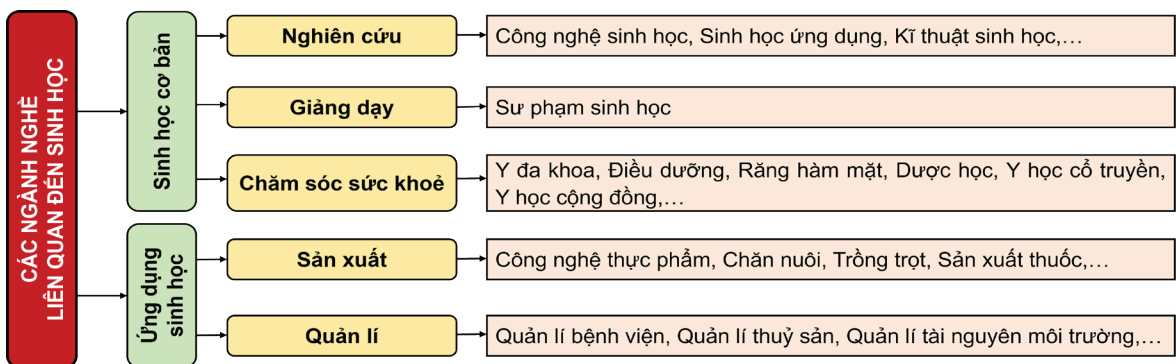 CÁC NGÀNH NGHỀ
LIÊN QUAN ĐẾN SINH HỌC
Sinh học cơ bản
Nghiên cứu
Công nghệ sinh học, Sinh học ứng dụng, Kĩ thuật sinh học,…
Giảng dạy
Sư phạm sinh học
Chăm sóc sức khoẻ
Y đa khoa, Điều dưỡng, Răng hàm mặt, Dược học, Y học cổ truyền,
Y học cộng đồng,…
Ứng dụng
sinh học
Sản xuất
Công nghệ thực phẩm, Chăn nuôi, Trồng trọt, Sản xuất thuốc,…
Quản lí
Quản lí bệnh viện, Quản lí thuỷ sản, Quản lí tài nguyên môi trường,…